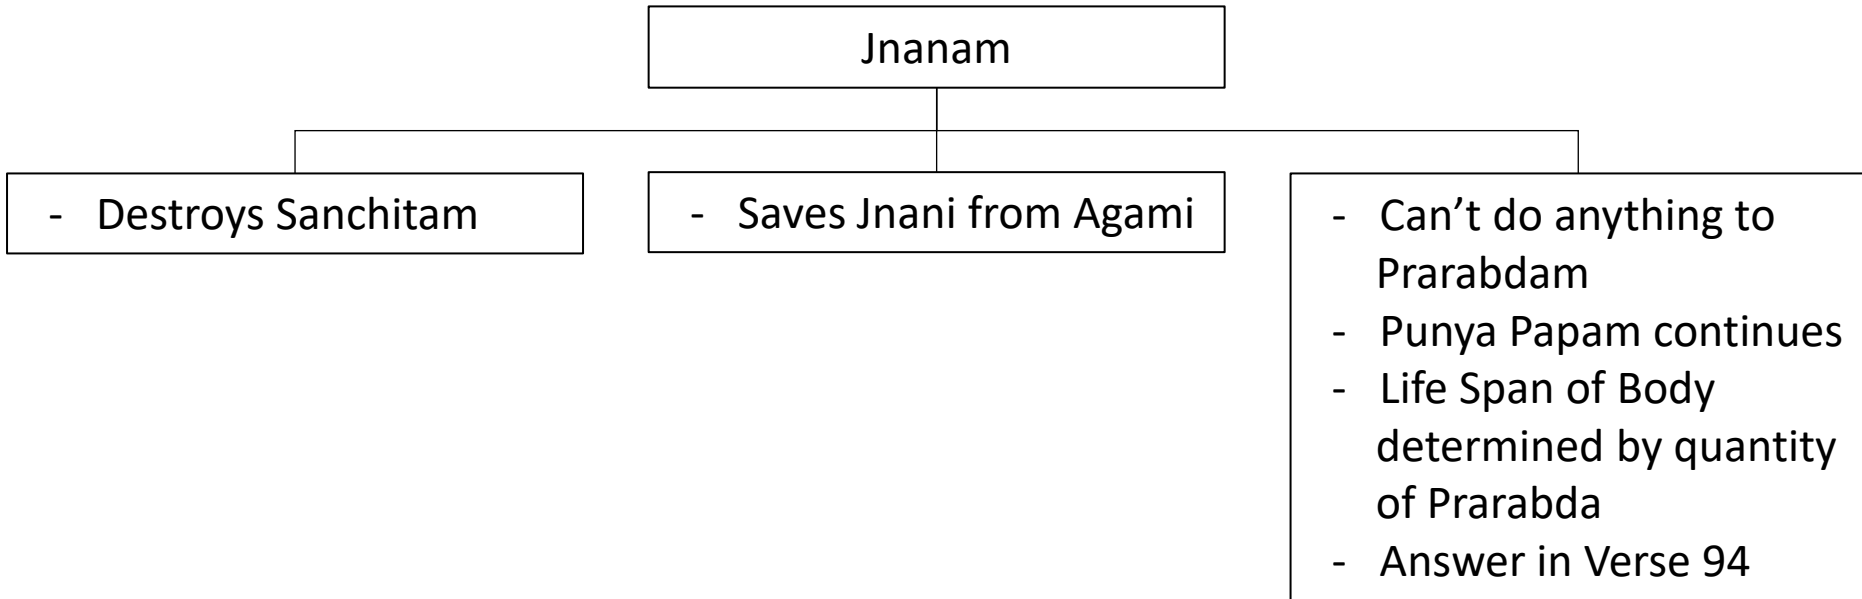 Jnanam
- Destroys Sanchitam
- Saves Jnani from Agami
- Can’t do anything to
Prarabdam
- Punya Papam continues
- Life Span of Body
determined by quantity
of Prarabda
- Answer in Verse 94